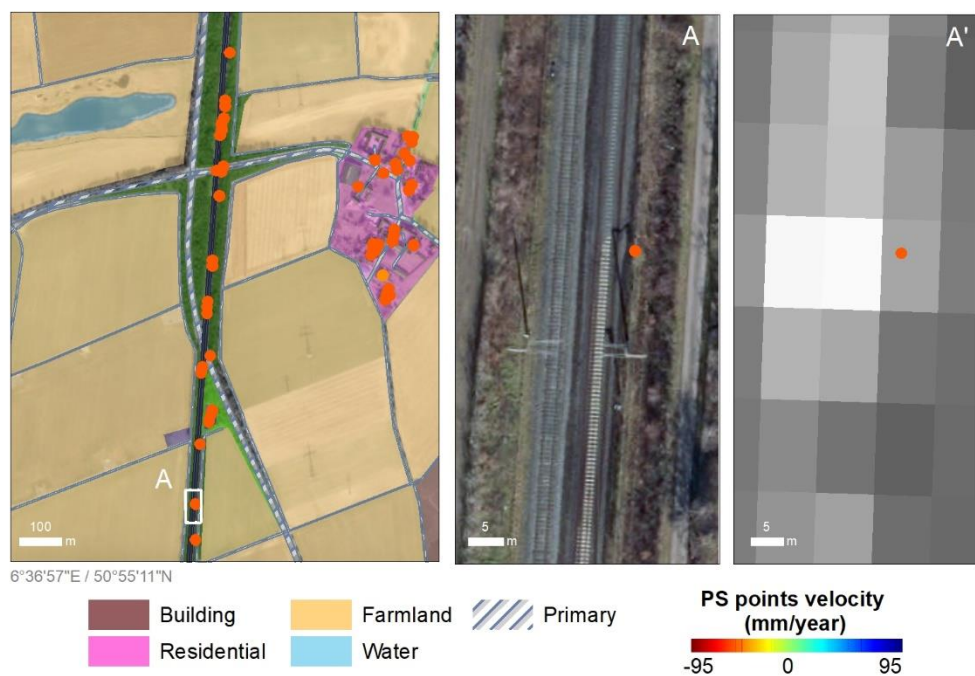 A
A'
A
100
m
5
m
5
m
6°36'57"E / 50°55'11"N
Building
Farmland
Primary
Residential
Water
PS points velocity
(mm/year)
-95
0
95